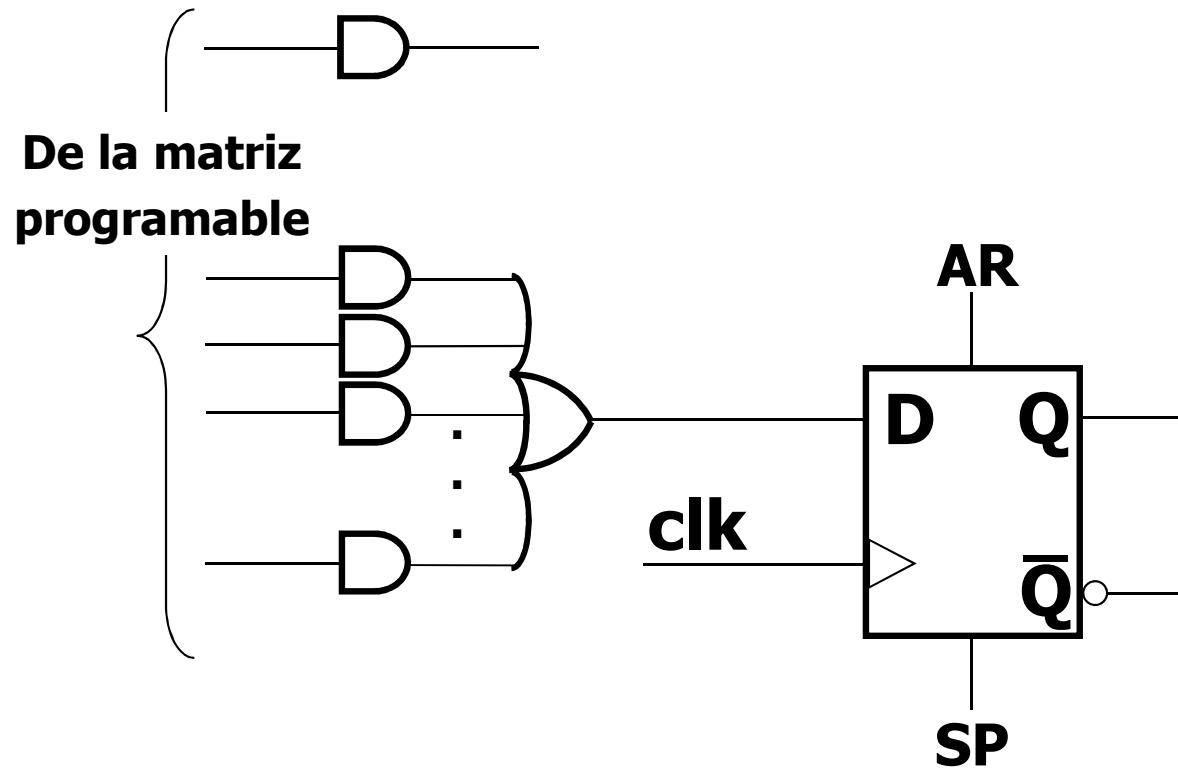 De la matriz
programable
AR
D Q
clk
Q̅
SP